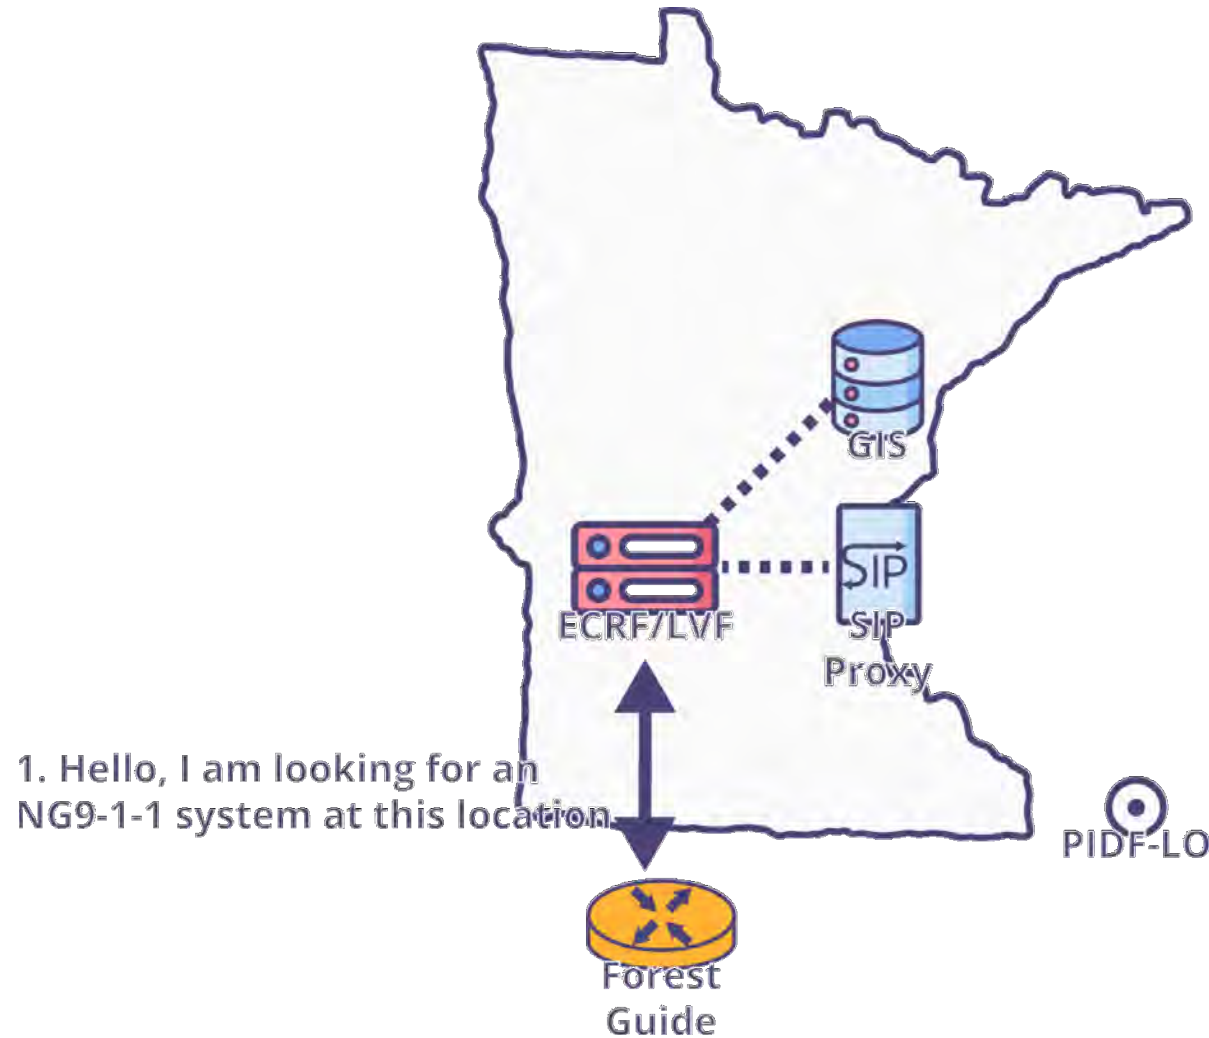 GIS
SIP
ECRF/LVF
SIP
Proxy
1. Hello, I am looking for an
NG9-1-1 system at this location
PIDF-LO
Forest
Guide